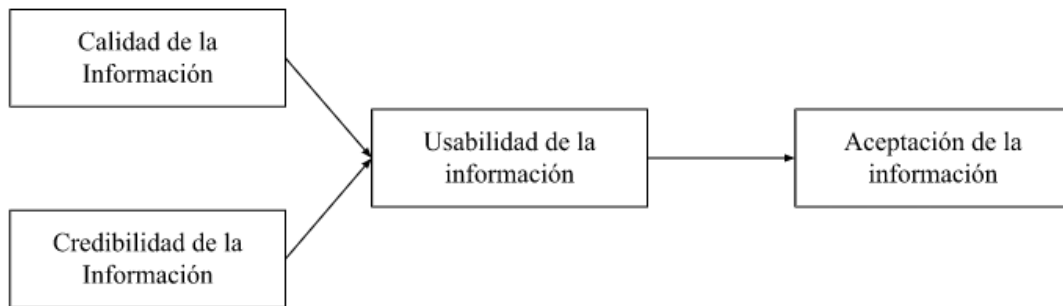 Calidad de la
Información
Usabilidad de la
información
Aceptación de la
información
Credibilidad de la
Información